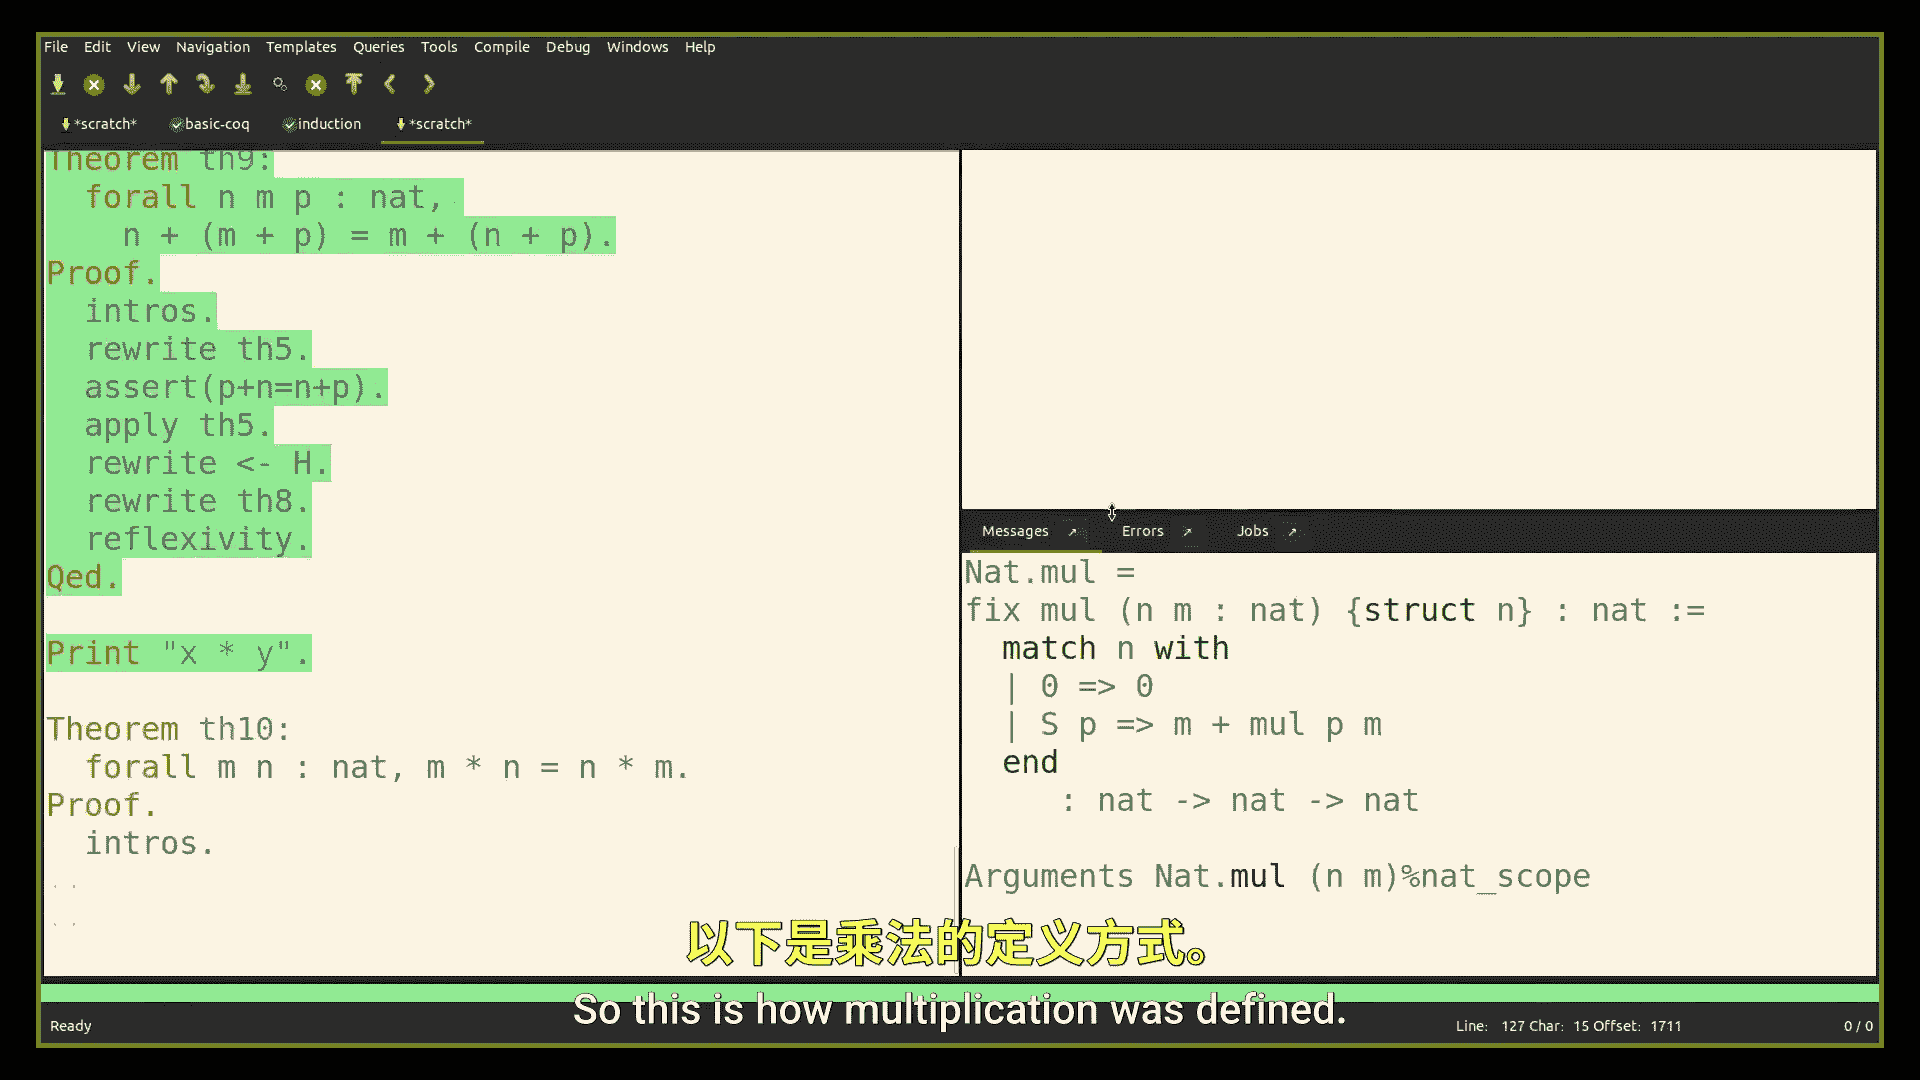 File Edit View Navigation Templates Queries Tools Compile Debug Windows Help
*scratch* basic-coq induction *scratch*
Theorem th9:
forall n m p : nat,
n + (m + p) = m + (n + p).
Proof.
intros.
rewrite th5.
assert(p+n=n+p).
apply th5.
rewrite <- H.
rewrite th8.
reflexivity.
Qed.
Print "x * y".
Theorem th10:
forall m n : nat, m * n = n * m.
Proof.
intros.
Messages Errors Jobs
Nat.mul =
fix mul (n m : nat) {struct n} : nat :=
match n with
| 0 => 0
| S p => m + mul p m
end
: nat -> nat -> nat
Arguments Nat.mul (n m)%nat_scope
以下是乘法的定义方式。
So this is how multiplication was defined.
Ready Line: 127 Char: 15 Offset: 1711 0 / 0